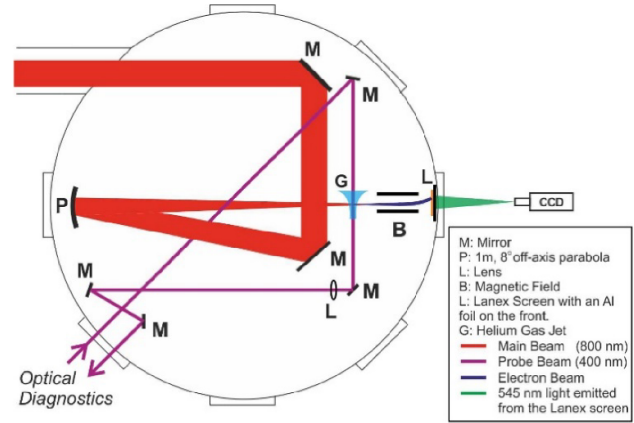 M
M
G
L
P
CCD
B
M
M
M
L
M
Optical
Diagnostics
M: Mirror
P: 1m, 8° off-axis parabola
L: Lens
B: Magnetic Field
L: Lanex Screen with an Al
foil on the front.
G: Helium Gas Jet
Main Beam (800 nm)
Probe Beam (400 nm)
Electron Beam
545 nm light emitted
from the Lanex screen